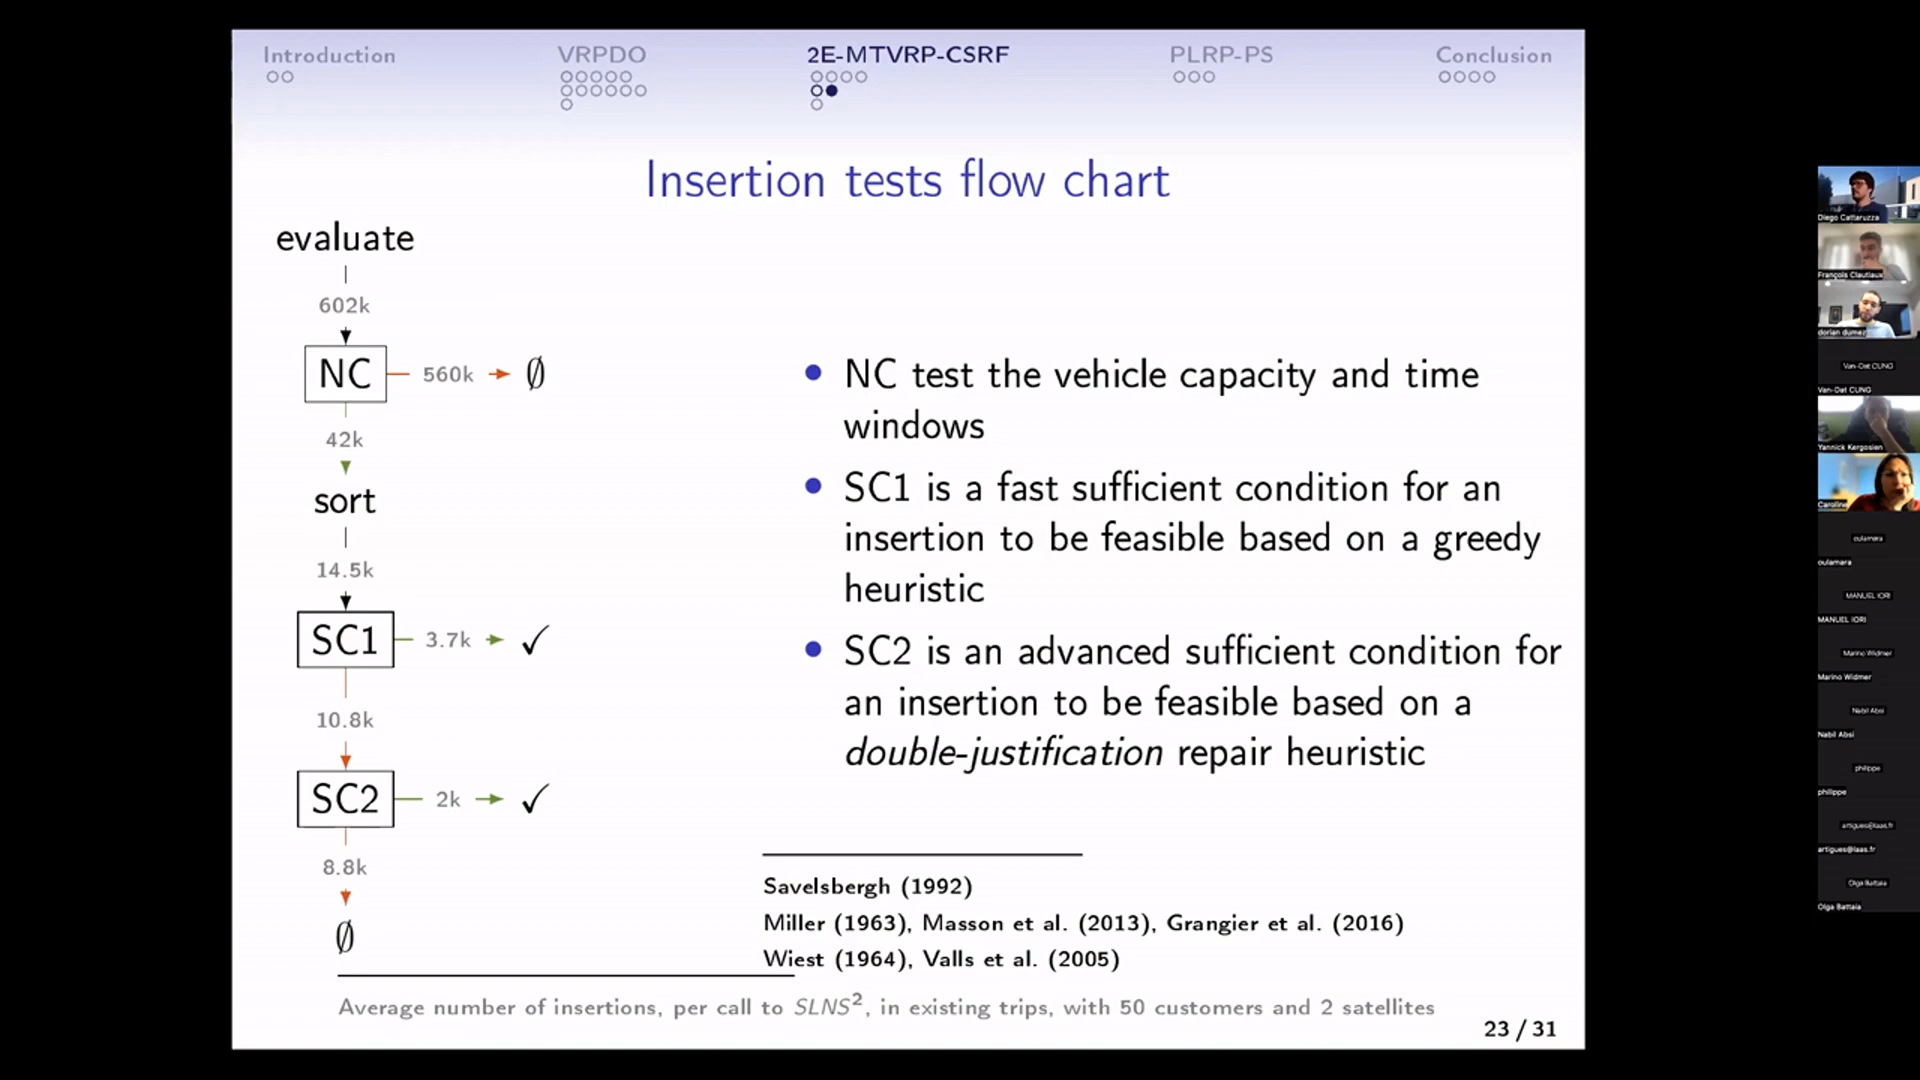 Introduction
VRPDO
2E-MTVRP-CSRF
PLRP-PS
Conclusion
Insertion tests flow chart
evaluate
602k
NC
560k
∅
42k
sort
14.5k
SC1
3.7k
✓
10.8k
SC2
2k
✓
8.8k
∅
NC test the vehicle capacity and time
windows
SC1 is a fast sufficient condition for an
insertion to be feasible based on a greedy
heuristic
SC2 is an advanced sufficient condition for
an insertion to be feasible based on a
double-justification repair heuristic
Savelsbergh (1992)
Miller (1963), Masson et al. (2013), Grangier et al. (2016)
Wiest (1964), Valls et al. (2005)
Average number of insertions, per call to SLNS², in existing trips, with 50 customers and 2 satellites
23 / 31
Diego Cattaruzza
François Clautiaux
dorian dumez
Van-Dat CUNG
Van-Dat CUNG
Yannick Kergosien
Caroline
oulamara
oulamara
MANUEL IORI
MANUEL IORI
Marino Widmer
Marino Widmer
Nabil Absi
Nabil Absi
philippe
philippe
artigues@laas.fr
artigues@laas.fr
Olga Battaia
Olga Battaia